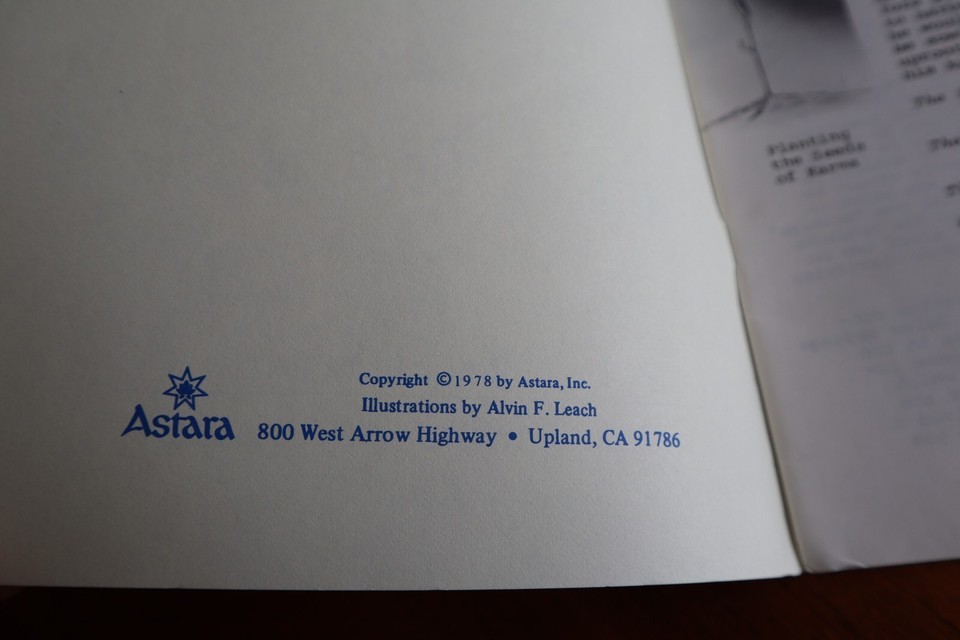 Copyright ©1978 by Astara, Inc.
Illustrations by Alvin F. Leach
Astara 800 West Arrow Highway • Upland, CA 91786
Planting
the Seeds
of Karma
The